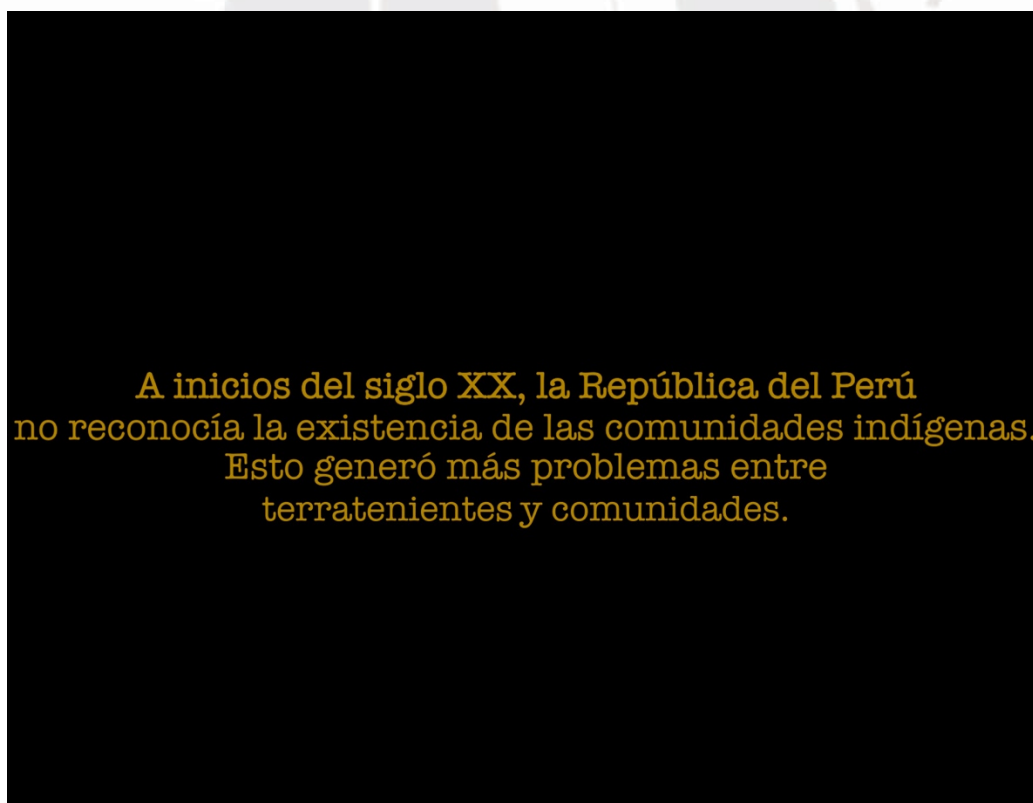 A inicios del siglo XX, la República del Perú
no reconocía la existencia de las comunidades indígenas.
Esto generó más problemas entre
terratenientes y comunidades.